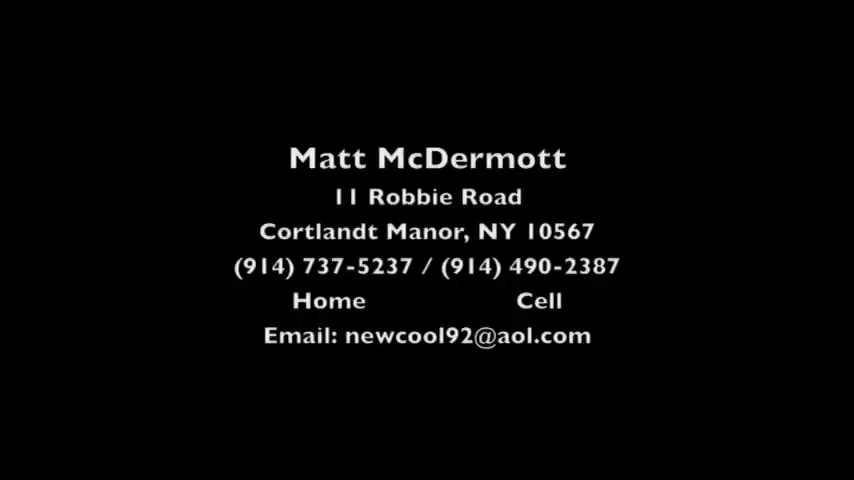 Matt McDermott
11 Robbie Road
Cortlandt Manor, NY 10567
(914) 737-5237 / (914) 490-2387
Home Cell
Email: newcool92@aol.com